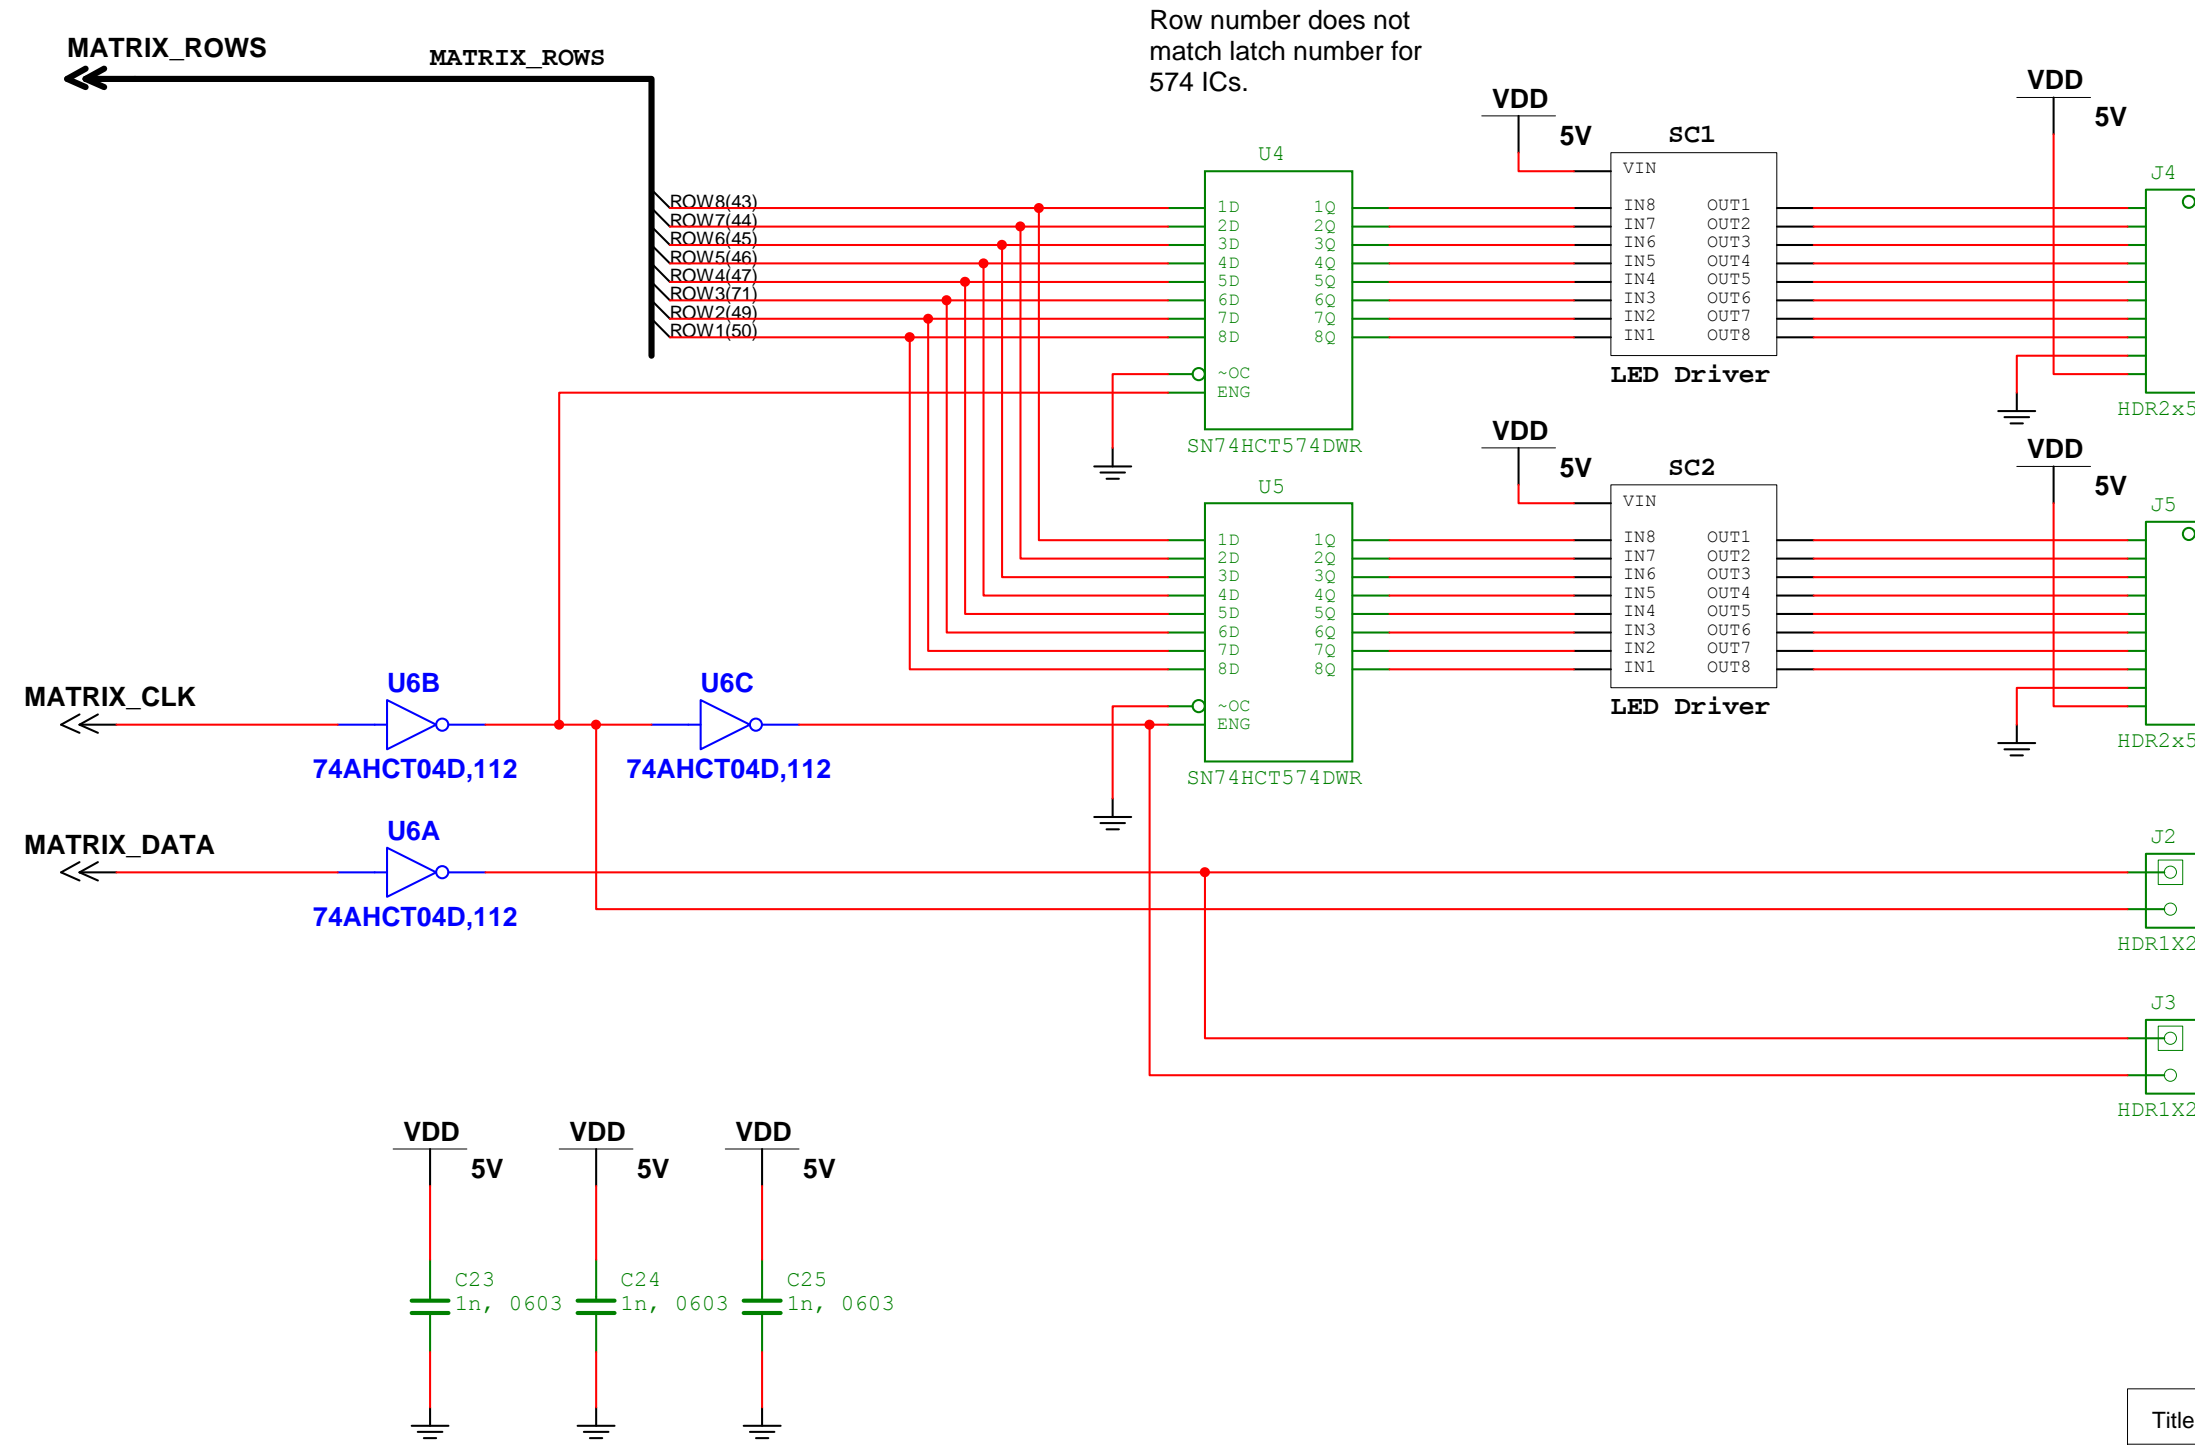 Row number does not
match latch number for
574 ICs.
MATRIX_ROWS
MATRIX_ROWS
VDD
5V
VDD
5V
SC1
U4
J4
VIN
ROW8(43)
ROW7(44)
ROW6(45)
ROW5(46)
ROW4(47)
ROW3(71)
ROW2(49)
ROW1(50)
1D 1Q
2D 2Q
3D 3Q
4D 4Q
5D 5Q
6D 6Q
7D 7Q
8D 8Q
~OC
ENG
SN74HCT574DWR
IN8 OUT1
IN7 OUT2
IN6 OUT3
IN5 OUT4
IN4 OUT5
IN3 OUT6
IN2 OUT7
IN1 OUT8
LED Driver
HDR2x5
VDD
5V
VDD
5V
SC2
U5
J5
VIN
1D 1Q
2D 2Q
3D 3Q
4D 4Q
5D 5Q
6D 6Q
7D 7Q
8D 8Q
~OC
ENG
SN74HCT574DWR
IN8 OUT1
IN7 OUT2
IN6 OUT3
IN5 OUT4
IN4 OUT5
IN3 OUT6
IN2 OUT7
IN1 OUT8
LED Driver
HDR2x5
MATRIX_CLK
U6B
74AHCT04D,112
U6C
74AHCT04D,112
MATRIX_DATA
U6A
74AHCT04D,112
J2
HDR1X2
J3
HDR1X2
VDD
5V
VDD
5V
VDD
5V
C23
1n, 0603
C24
1n, 0603
C25
1n, 0603
Title